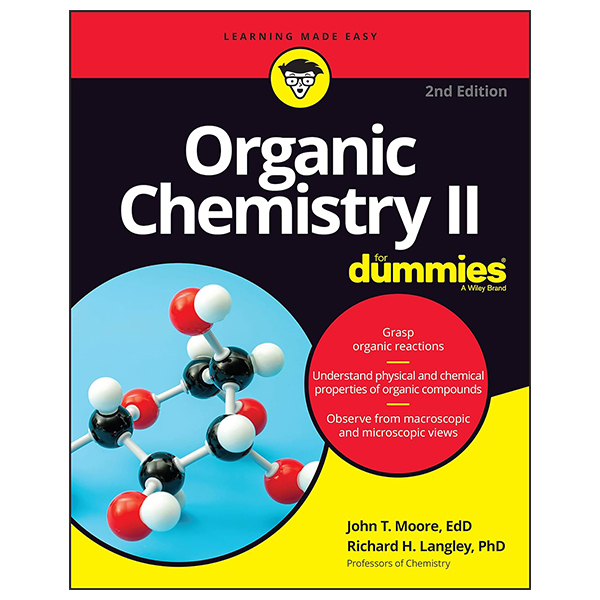 LEARNING MADE EASY
2nd Edition
Organic
Chemistry II
for
dummies®
A Wiley Brand
Grasp
organic reactions
Understand physical and chemical
properties of organic compounds
Observe from macroscopic
and microscopic views
John T. Moore, EdD
Richard H. Langley, PhD
Professors of Chemistry